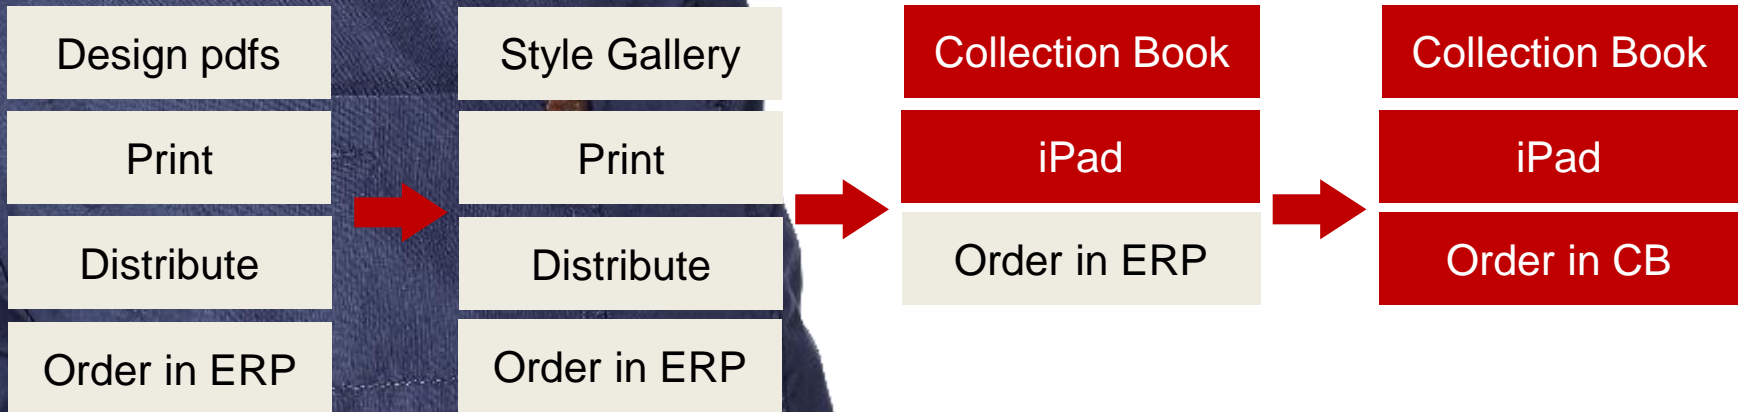 Design pdfs
Print
Distribute
Order in ERP
Style Gallery
Print
Distribute
Order in ERP
Collection Book
iPad
Order in ERP
Collection Book
iPad
Order in CB